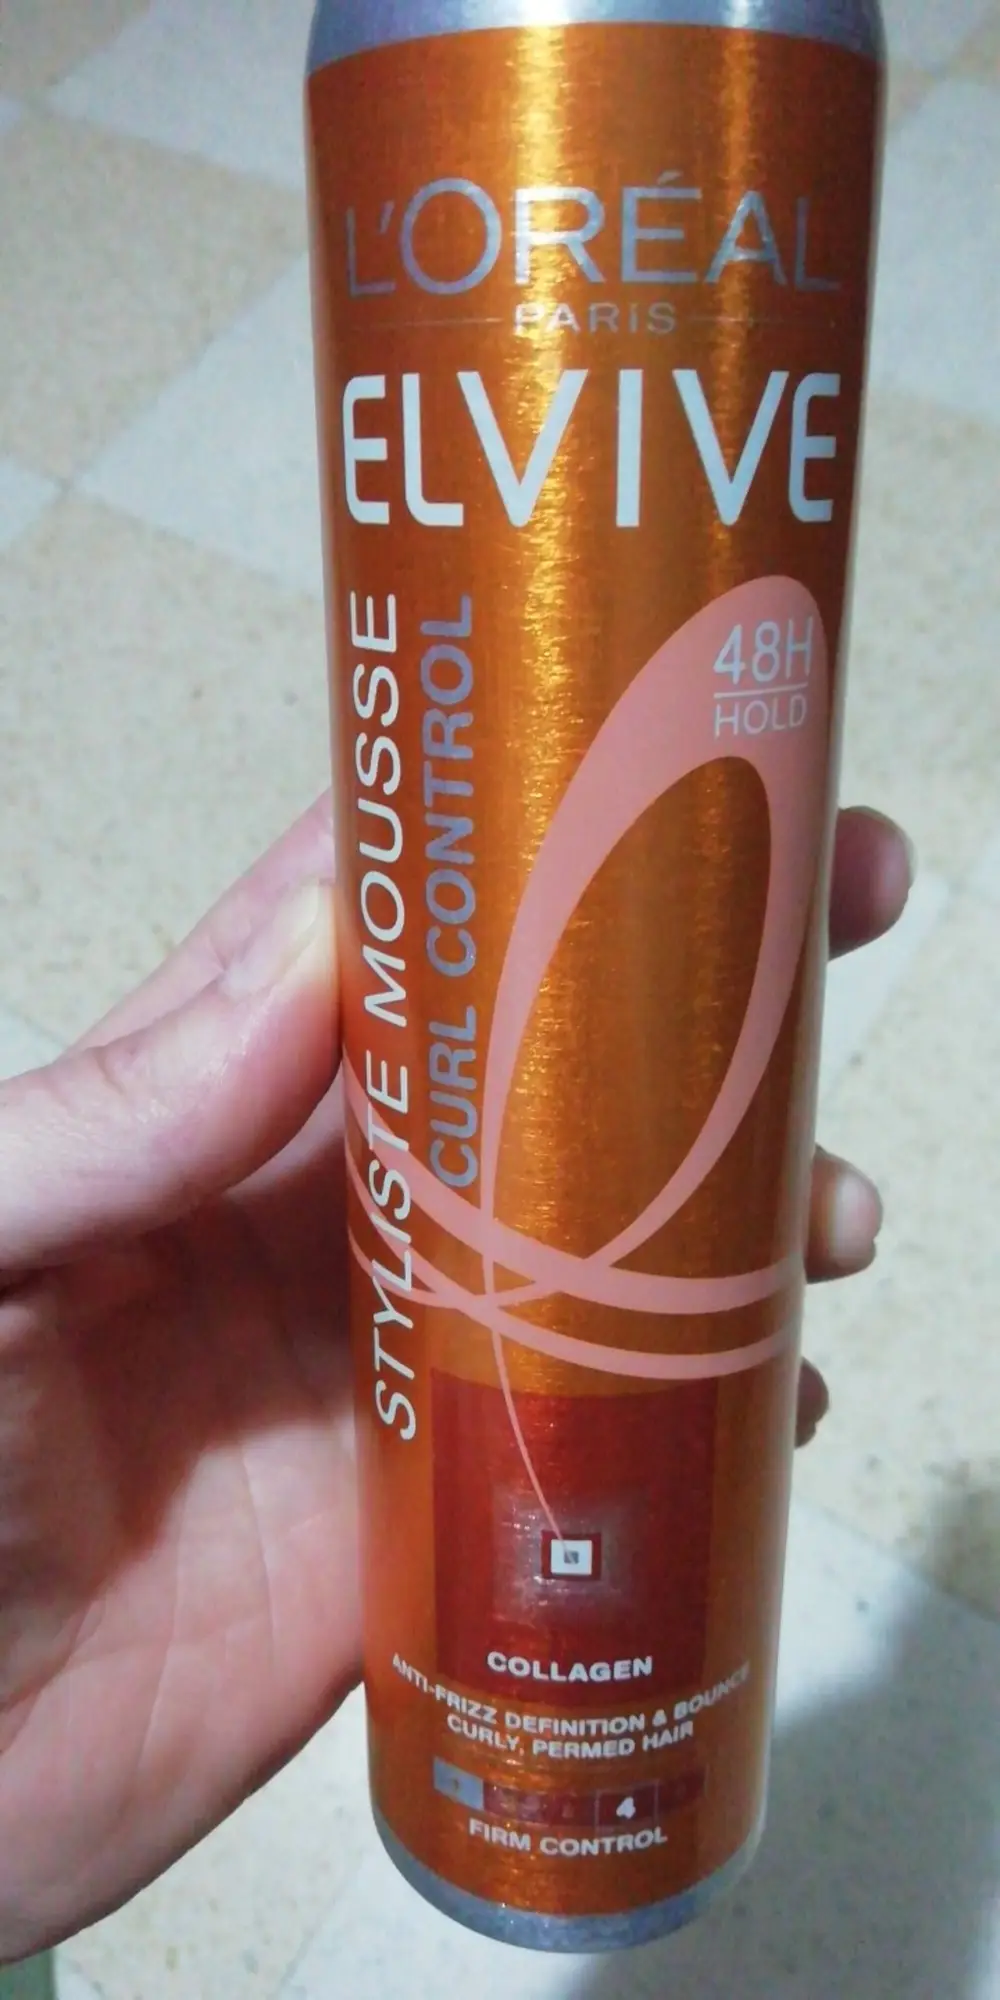 L'ORÉAL
PARIS
ELVIVE
STYLISTE MOUSSE
CURL CONTROL
48H
HOLD
COLLAGEN
ANTI-FRIZZ DEFINITION & BOUNCE
CURLY, PERMED HAIR
4
FIRM CONTROL